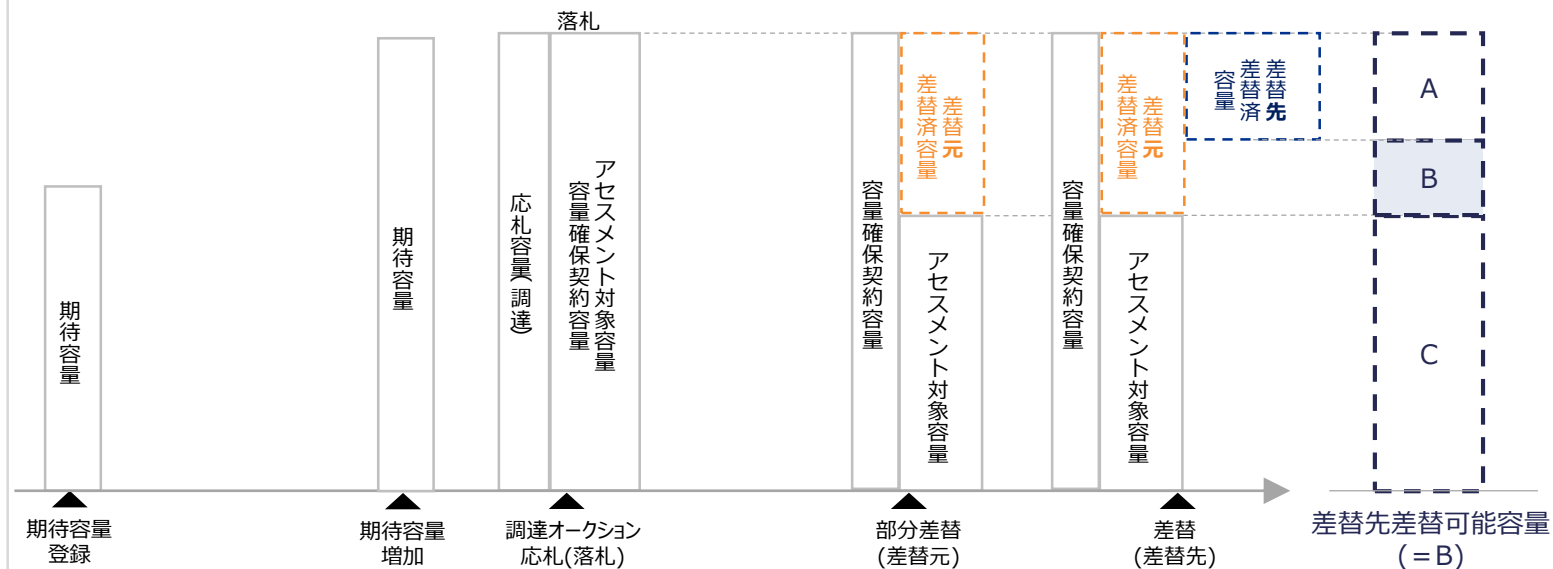 落札
期待容量
期待容量
応札容量(調達)
アセスメント対象容量
容量確保契約容量
容量確保契約容量
差替元
差替済容量
アセスメント対象容量
容量確保契約容量
差替元
差替済容量
アセスメント対象容量
差替先
差替済
容量
A
B
C
期待容量
登録
期待容量
増加
調達オークション
応札(落札)
部分差替
(差替元)
差替
(差替先)
差替先差替可能容量
(=B)